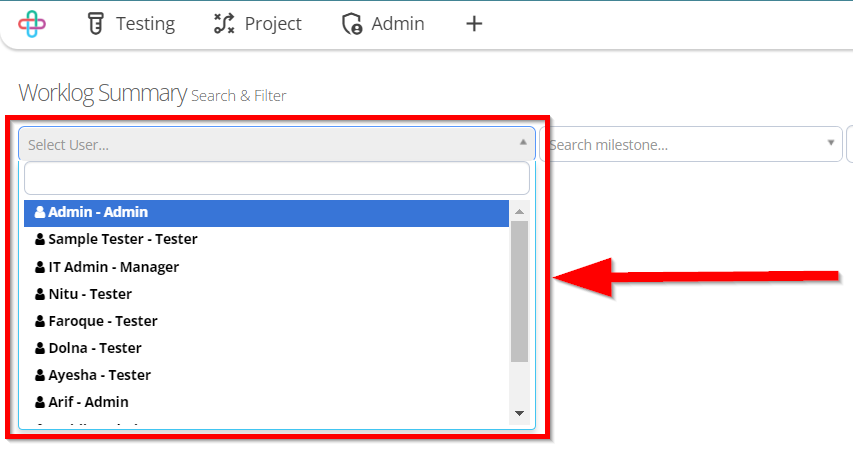 Testing Project Admin +
Worklog Summary Search & Filter
Select User...
Search milestone...
Admin - Admin
Sample Tester - Tester
IT Admin - Manager
Nitu - Tester
Faroque - Tester
Dolna - Tester
Ayesha - Tester
Arif - Admin